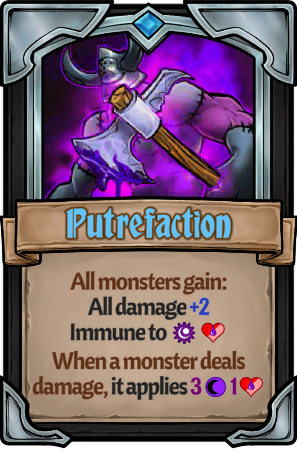 Putrefaction
All monsters gain:
All damage +2
Immune to
When a monster deals
damage, it applies 3 1